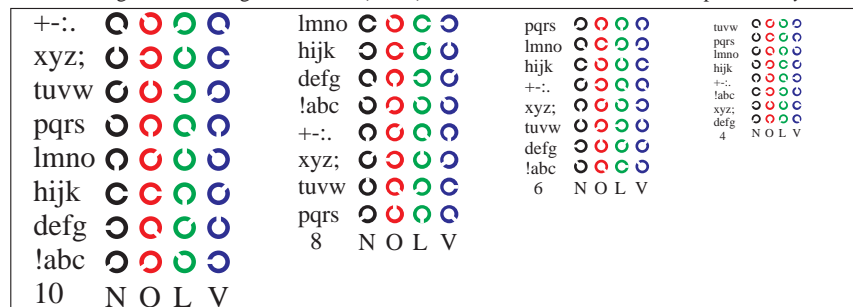 +-:.
xyz;
tuvw
pqrs
lmno
hijk
defg
!abc
10 N O L V
lmno
hijk
defg
!abc
+-:.
xyz;
tuvw
pqrs
8 N O L V
pqrs
lmno
hijk
+-:.
xyz;
tuvw
defg
!abc
6 N O L V
tuvw
pqrs
lmno
hijk
+-:.
!abc
xyz;
defg
4 N O L V